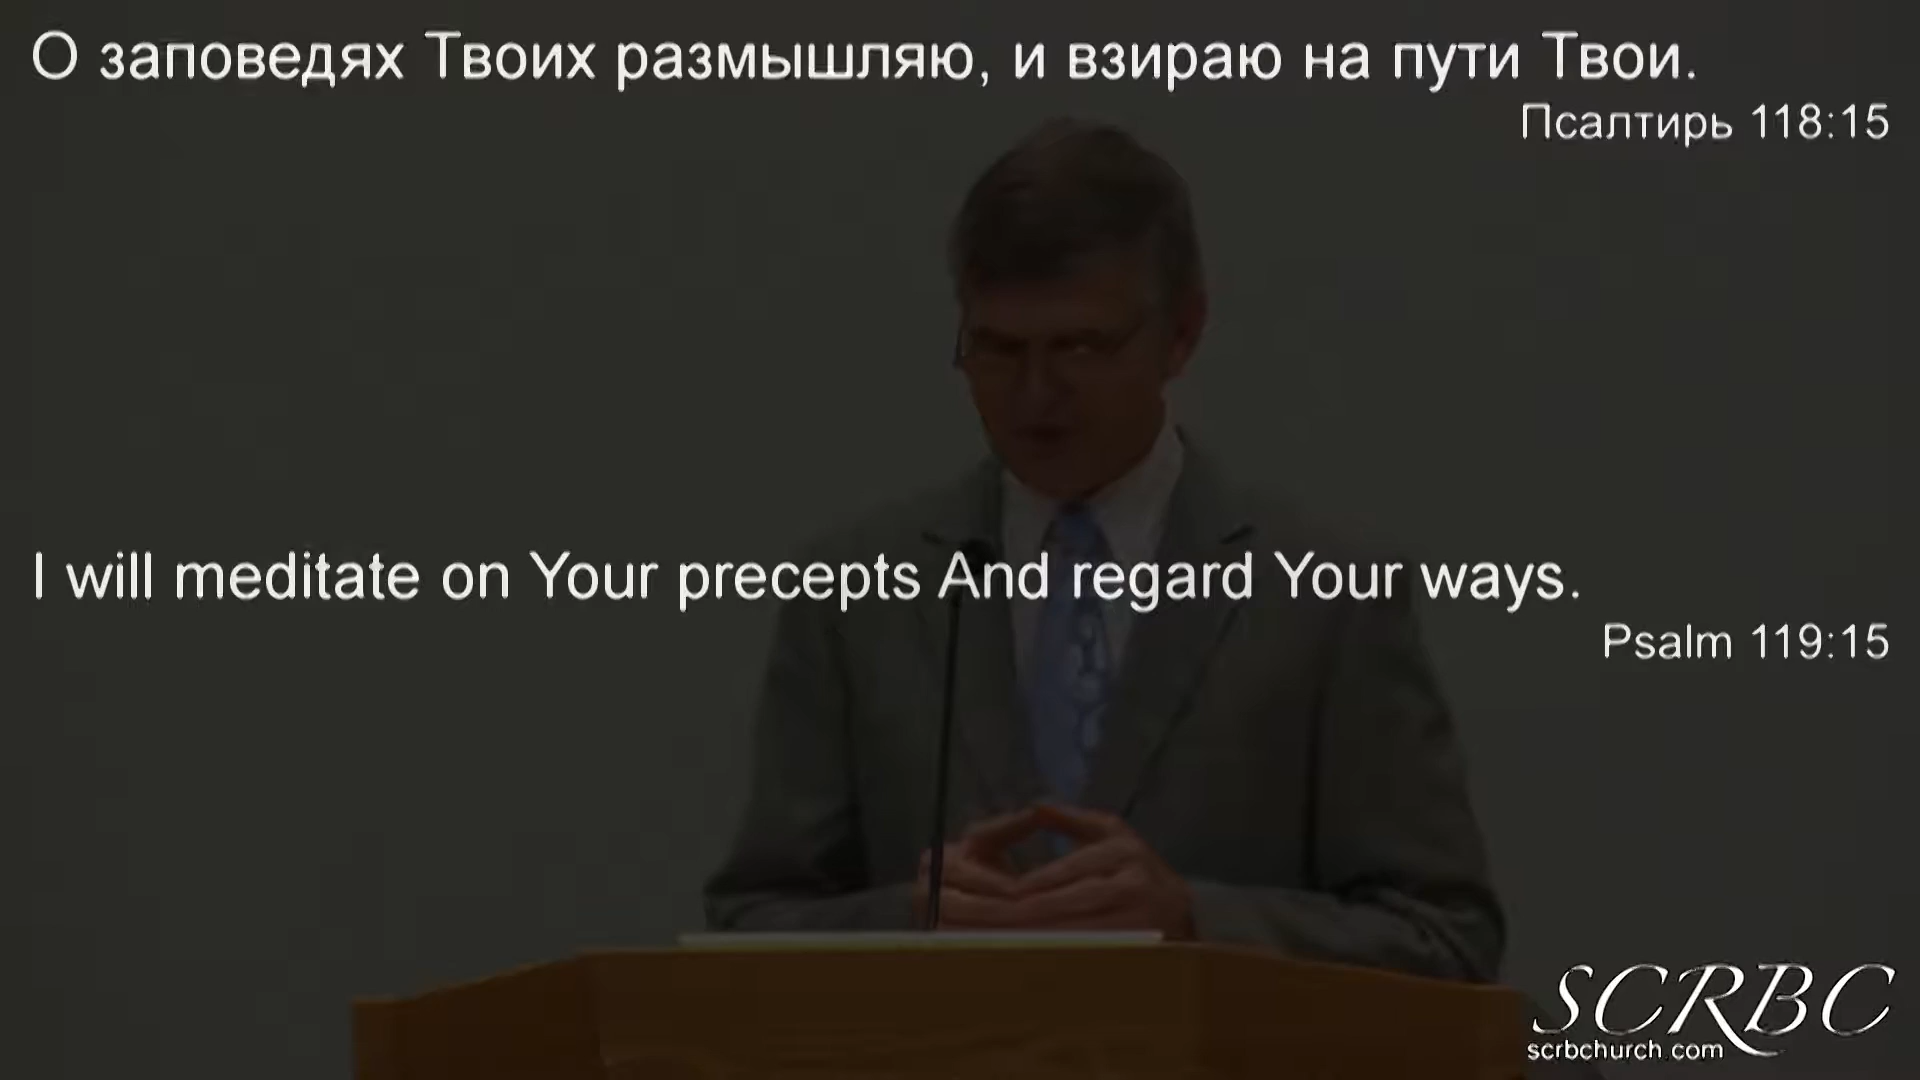 О заповедях Твоих размышляю, и взираю на пути Твои.
Псалтирь 118:15
I will meditate on Your precepts And regard Your ways.
Psalm 119:15
SCRBC
scrbchurch.com